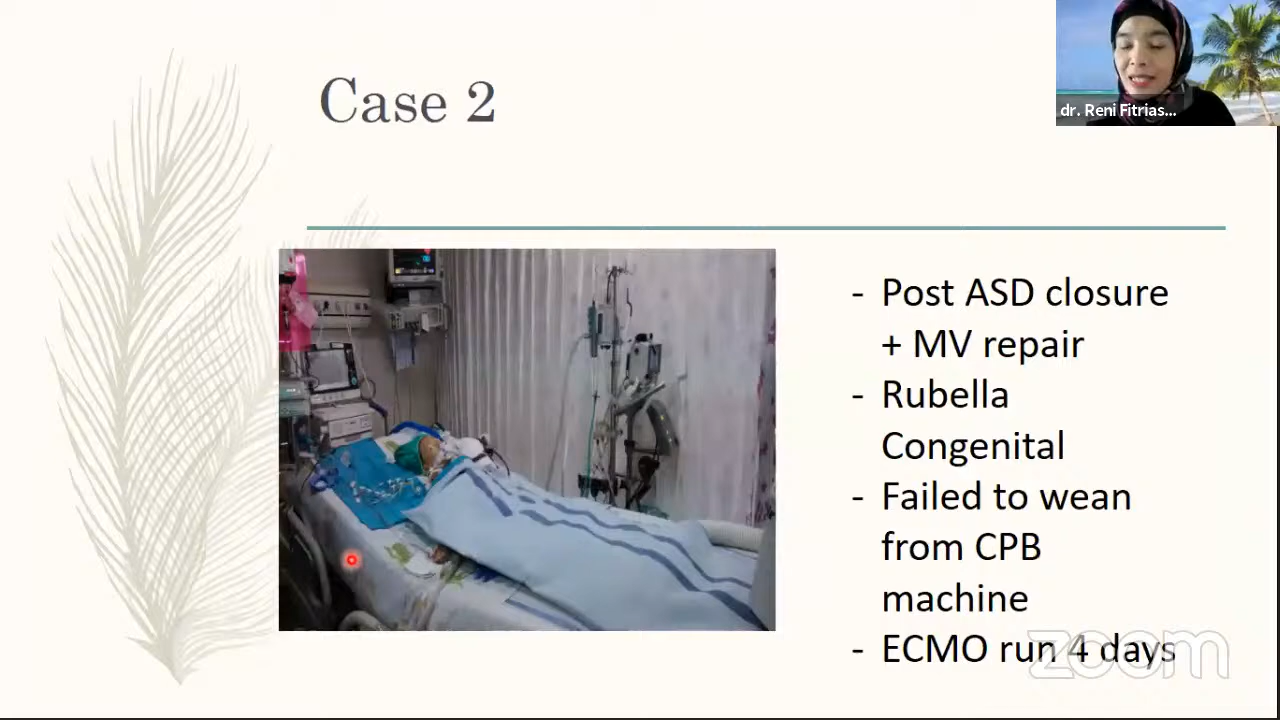 Case 2
dr. Reni Fitrias...
- Post ASD closure
+ MV repair
- Rubella
Congenital
- Failed to wean
from CPB
machine
- ECMO run 4 days
zoom